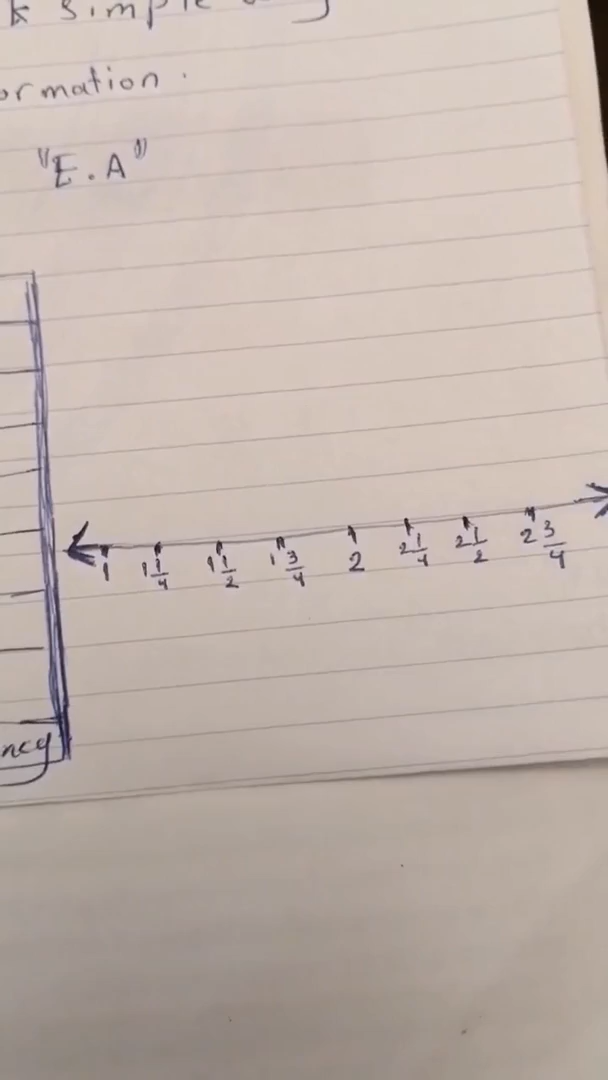 k simple
ormation.
"E.A"
1 1 1/4 1 1/2 1 3/4 2 2 1/4 2 1/2 2 3/4
ncy